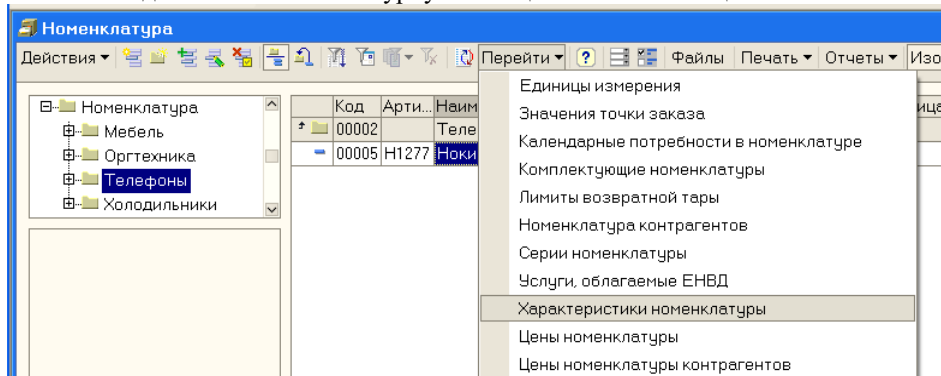 Номенклатура
Действия Перейти ? Файлы Печать Отчеты
Номенклатура
Мебель
Оргтехника
Телефоны
Холодильники
Код Арти...
00002
00005 Н1277
Единицы измерения
Значения точки заказа
Календарные потребности в номенклатуре
Комплектующие номенклатуры
Лимиты возвратной тары
Номенклатура контрагентов
Серии номенклатуры
Услуги, облагаемые ЕНВД
Характеристики номенклатуры
Цены номенклатуры
Цены номенклатуры контрагентов